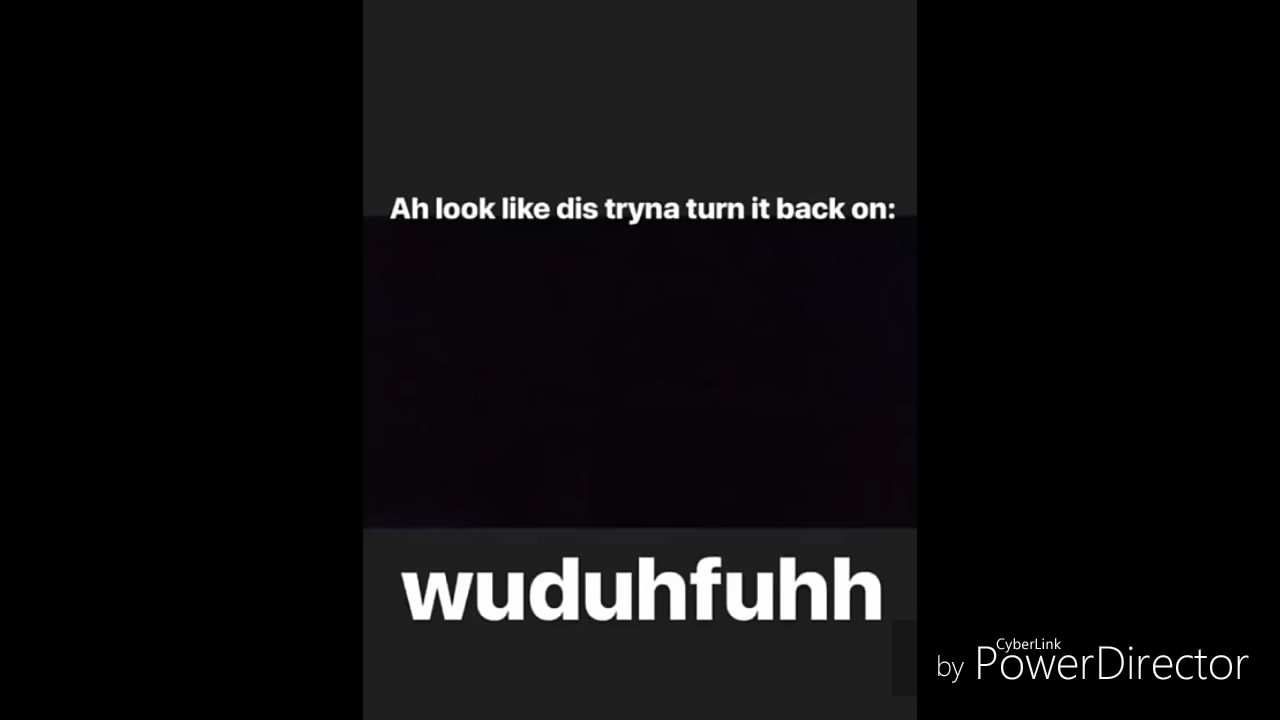 Ah look like dis tryna turn it back on:
wuduhfuhh
CyberLink
by PowerDirector